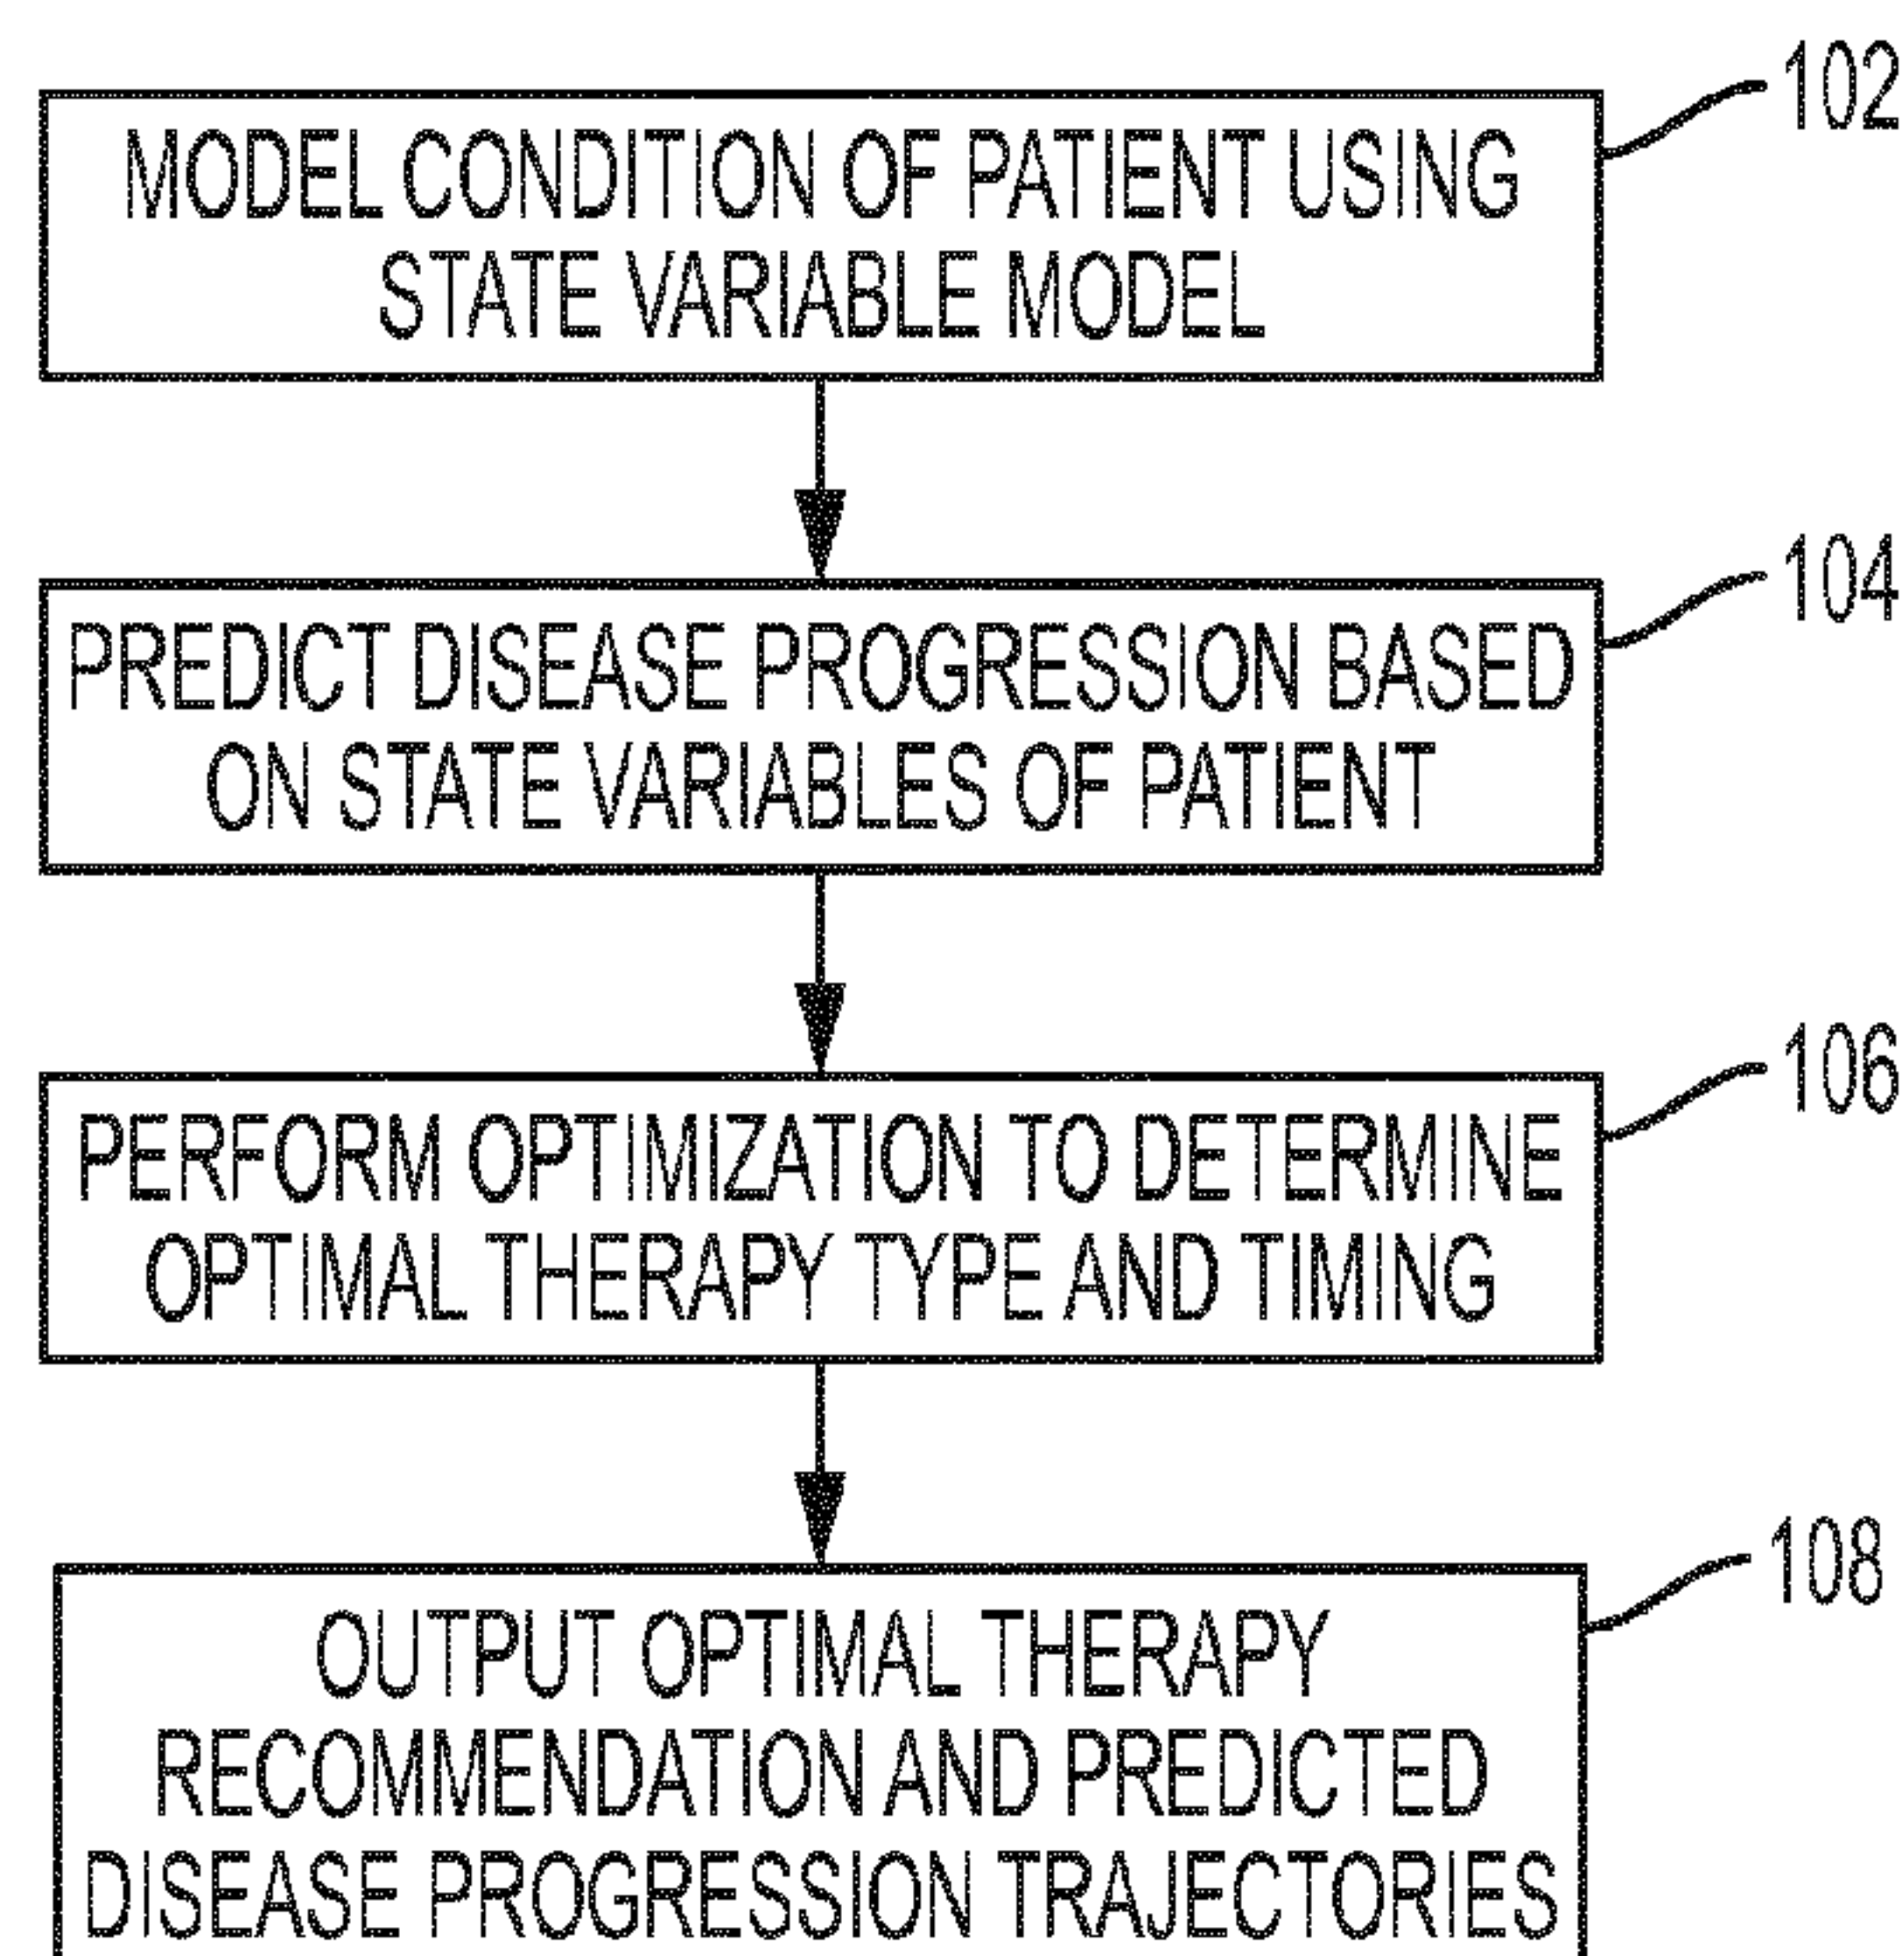 102
MODEL CONDITION OF PATIENT USING
STATE VARIABLE MODEL
104
PREDICT DISEASE PROGRESSION BASED
ON STATE VARIABLES OF PATIENT
106
PERFORM OPTIMIZATION TO DETERMINE
OPTIMAL THERAPY TYPE AND TIMING
108
OUTPUT OPTIMAL THERAPY
RECOMMENDATION AND PREDICTED
DISEASE PROGRESSION TRAJECTORIES